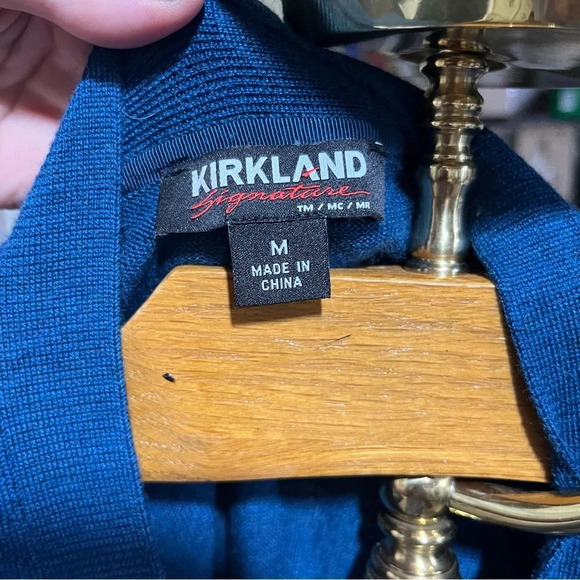 KIRKLAND
Signature
TM / MC / MR
M
MADE IN
CHINA